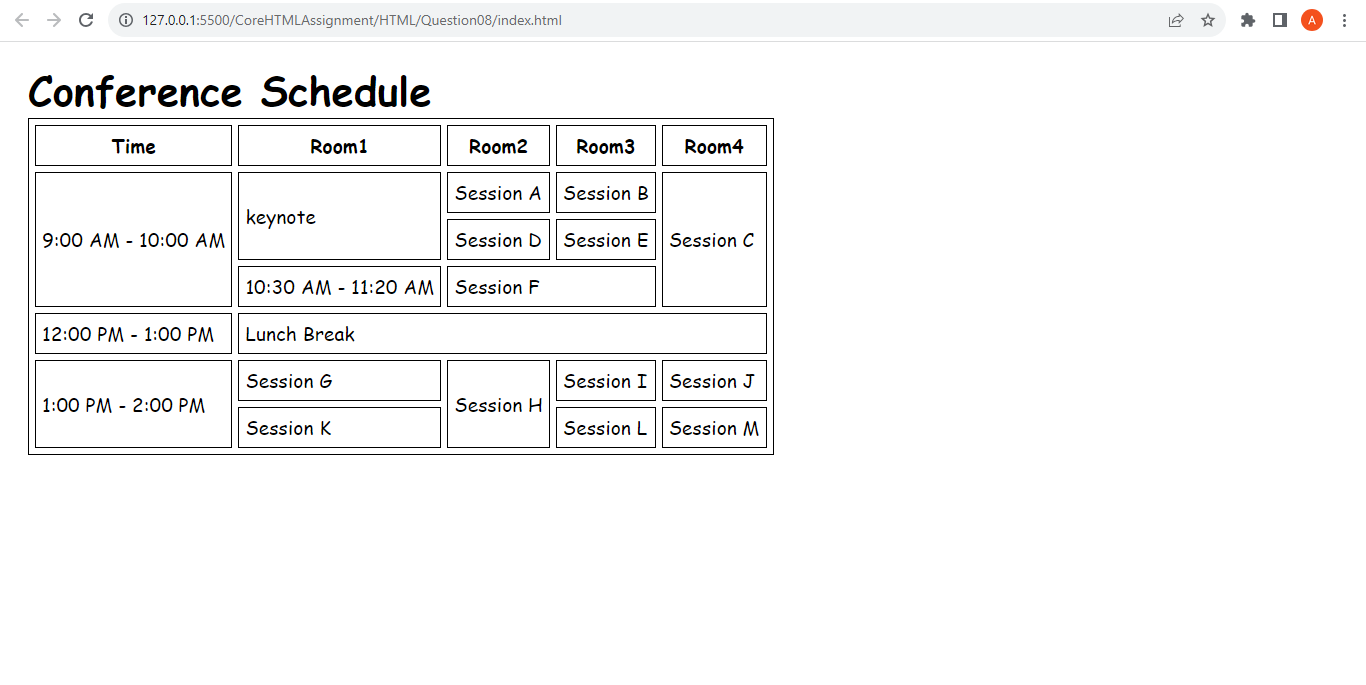 127.0.0.1:5500/CoreHTMLAssignment/HTML/Question08/index.html
A
Conference Schedule
Time Room1 Room2 Room3 Room4
9:00 AM - 10:00 AM keynote Session A Session B Session C
Session D Session E
10:30 AM - 11:20 AM Session F
12:00 PM - 1:00 PM Lunch Break
1:00 PM - 2:00 PM Session G Session H Session I Session J
Session K Session L Session M